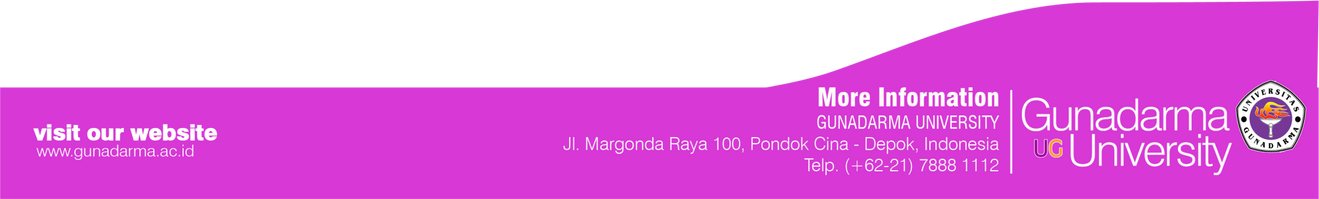 visit our website
www.gunadarma.ac.id
More Information
GUNADARMA UNIVERSITY
Jl. Margonda Raya 100, Pondok Cina - Depok, Indonesia
Telp. (+62-21) 7888 1112
Gunadarma
UG University
UNIVERSITAS
GUNADARMA